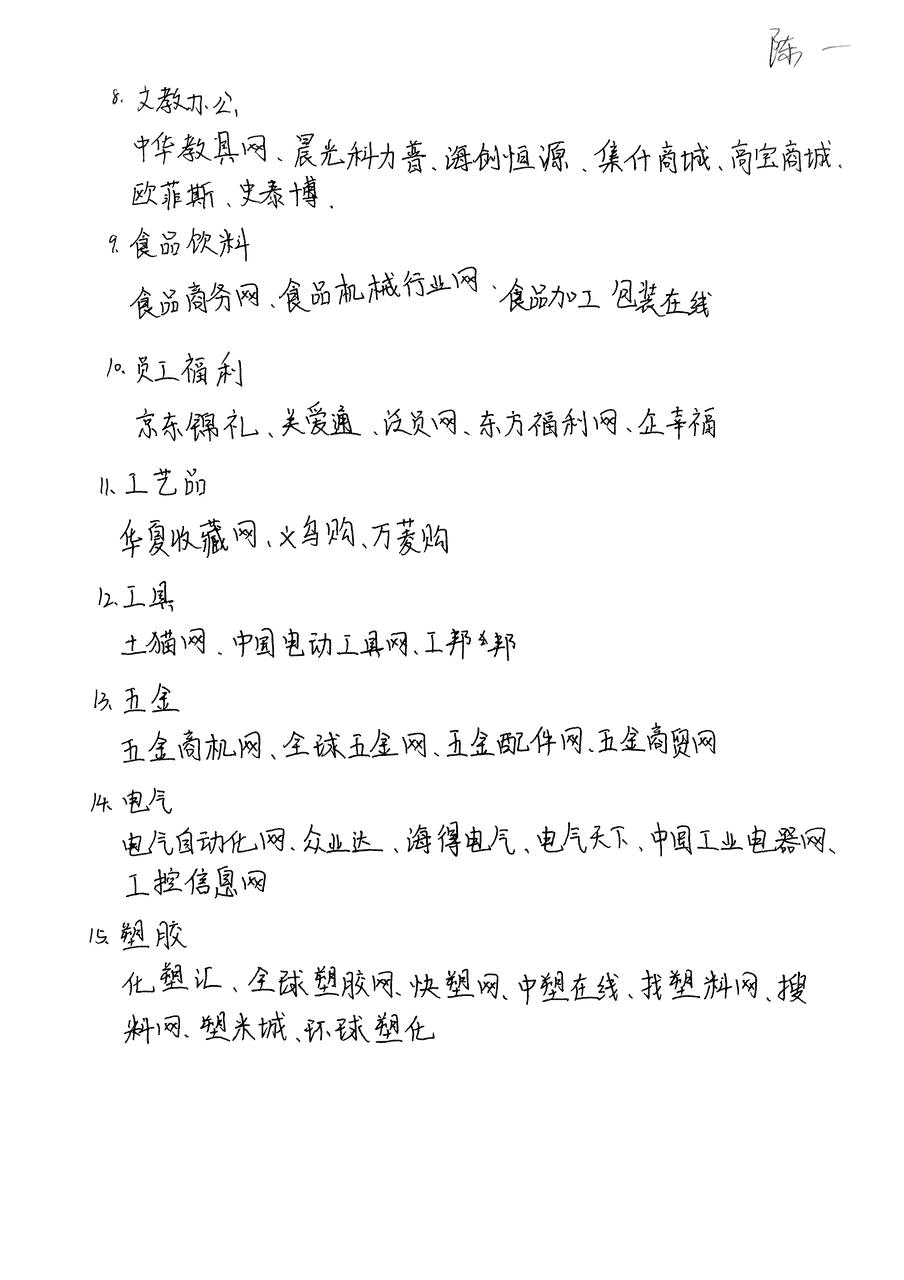 陈一
8. 文教办公
中华教具网、晨光科力普、海创恒源、集什商城、高宝商城、
欧菲斯、史泰博.
9. 食品饮料
食品商务网、食品机械行业网、食品加工包装在线
10. 员工福利
京东锦礼、关爱通、泛员网、东方福利网、企幸福
11、工艺品
华夏收藏网、义乌购、万菱购
12、工具
土猫网、中国电动工具网、工邦邦
13、五金
五金商机网、全球五金网、五金配件网、五金商贸网
14、电气
电气自动化网、众业达、海得电气、电气天下、中国工业电器网、
工控信息网
15、塑胶
化塑汇、全球塑胶网、快塑网、中塑在线、找塑料网、搜
料网、塑米城、环球塑化